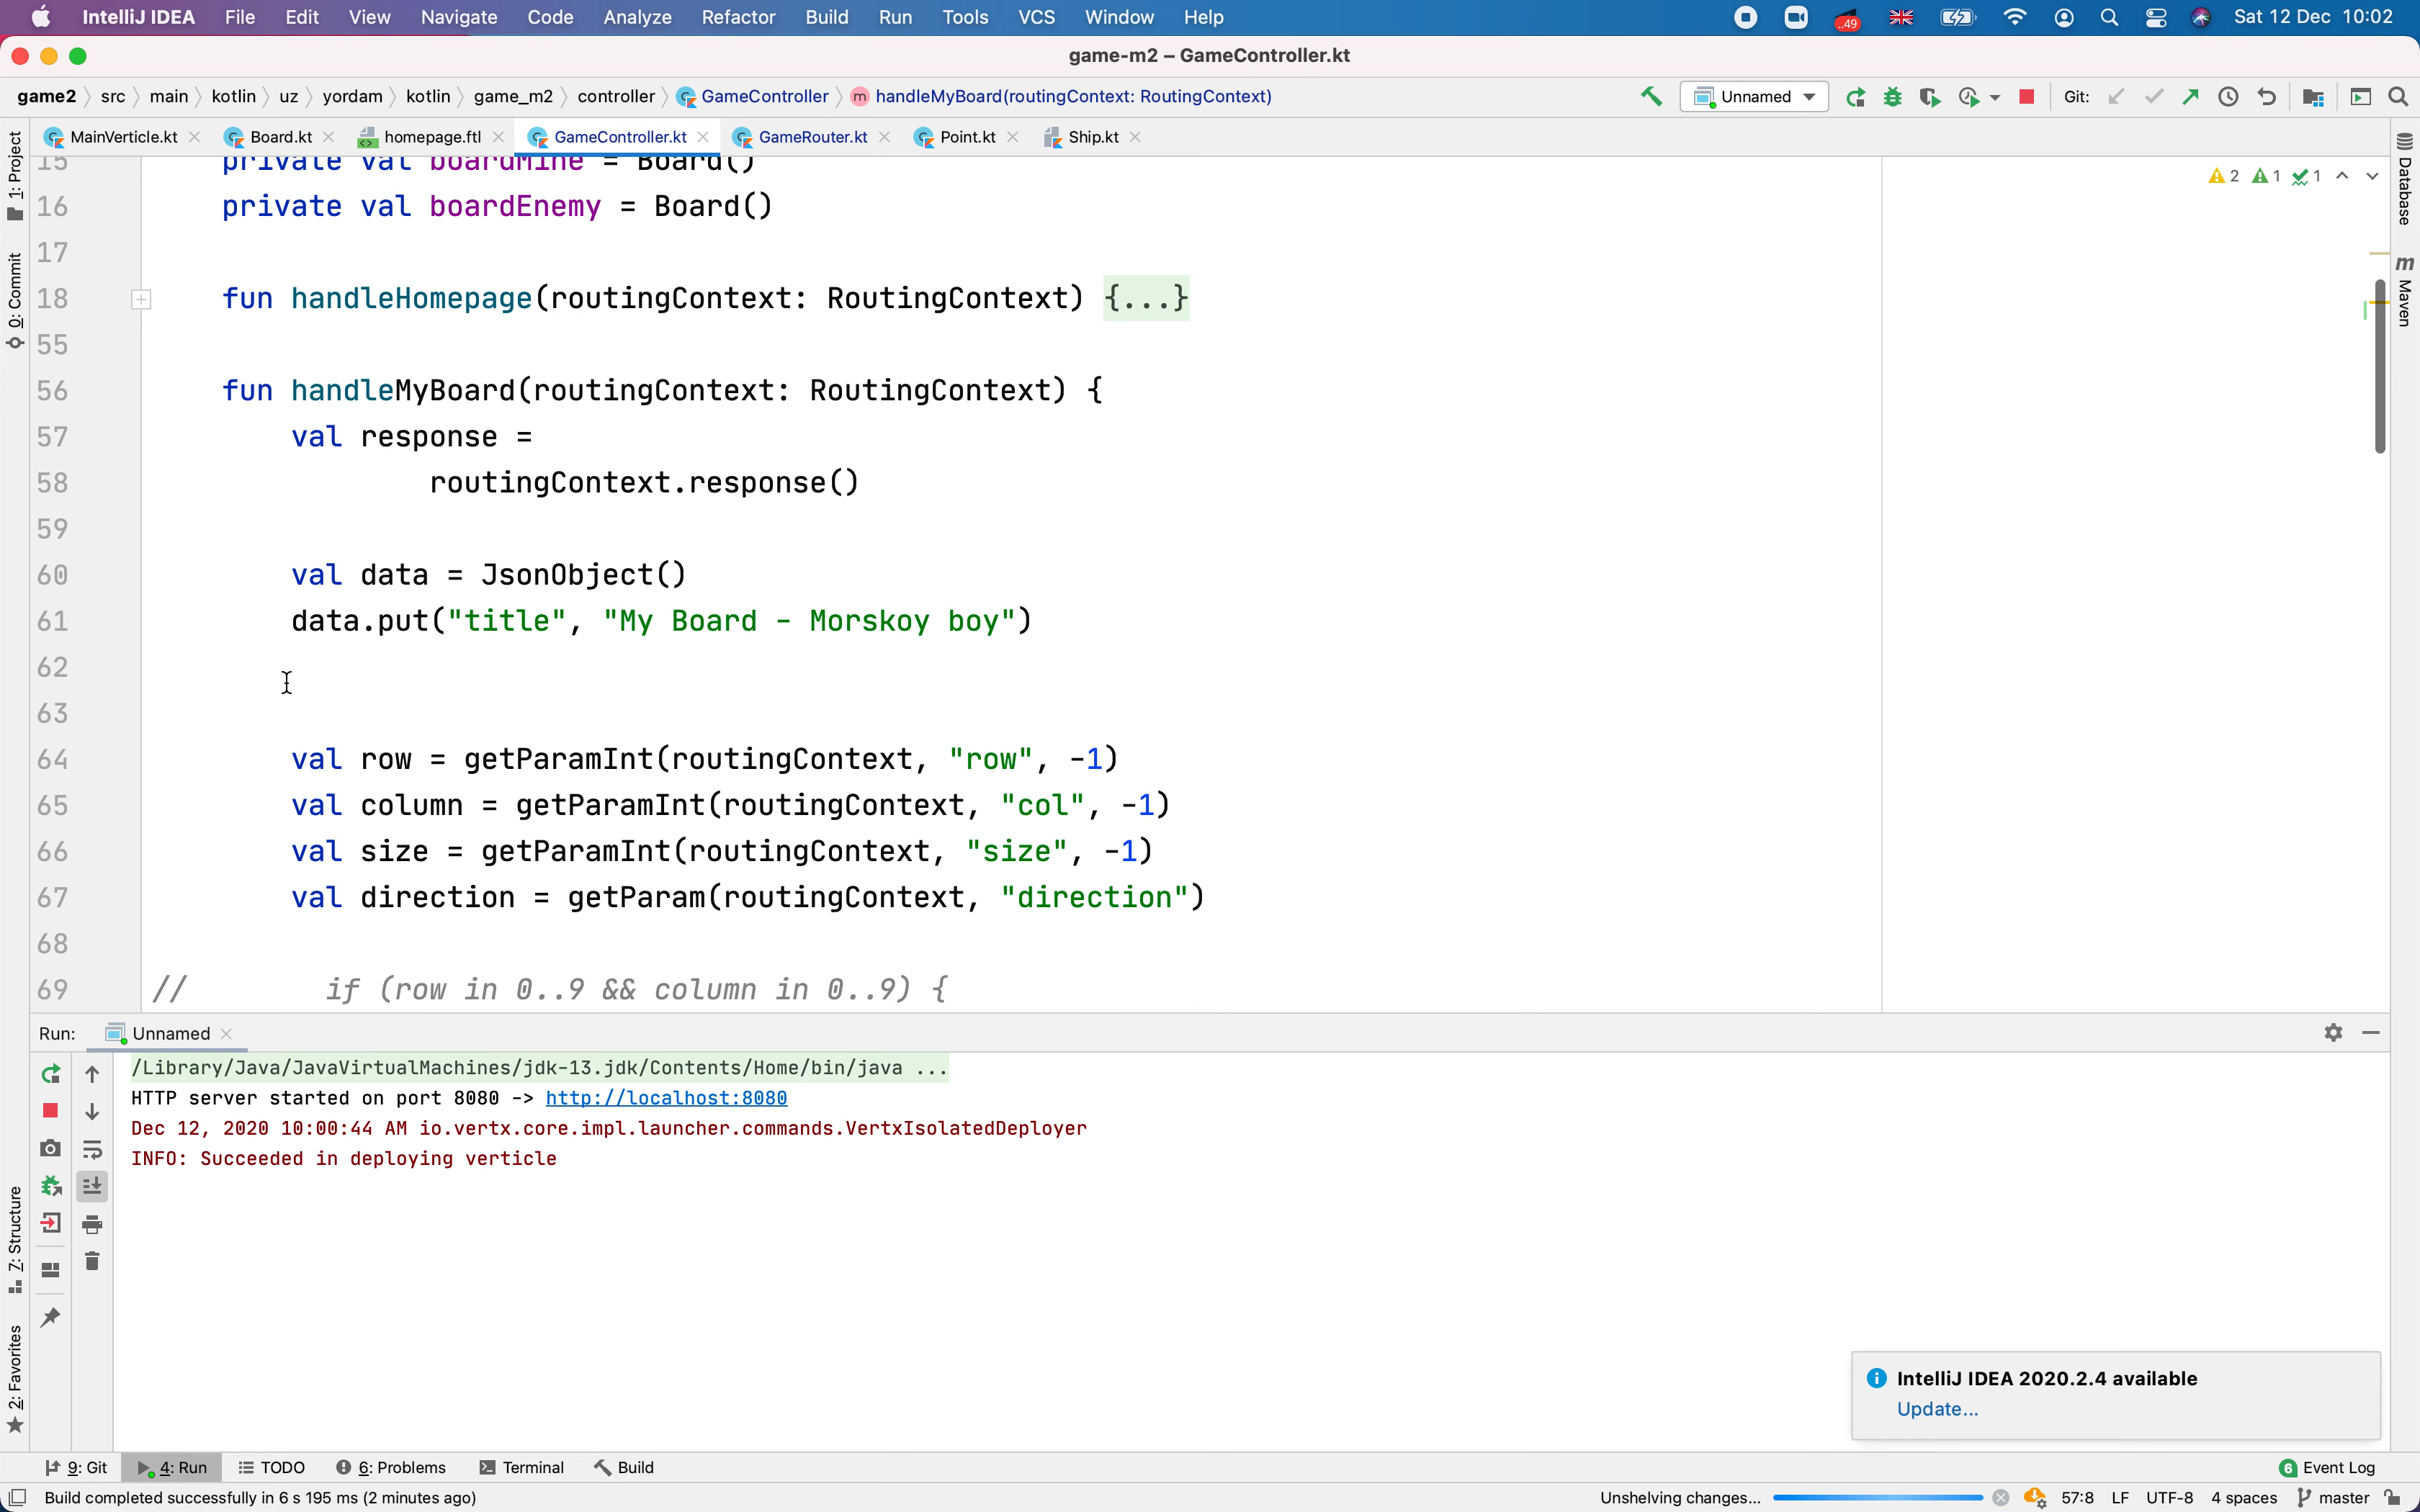 IntelliJ IDEA File Edit View Navigate Code Analyze Refactor Build Run Tools VCS Window Help ..49 Sat 12 Dec 10:02
game-m2 – GameController.kt
game2 src main kotlin uz yordam kotlin game_m2 controller GameController m handleMyBoard(routingContext: RoutingContext) Unnamed Git:
MainVerticle.kt Board.kt homepage.ftl GameController.kt GameRouter.kt Point.kt Ship.kt
1: Project
0: Commit
7: Structure
2: Favorites
Database
m Maven
2 1 1
15 private val boardMine = Board()
16 private val boardEnemy = Board()
17
18 fun handleHomepage(routingContext: RoutingContext) {...}
55
56 fun handleMyBoard(routingContext: RoutingContext) {
57 val response =
58 routingContext.response()
59
60 val data = JsonObject()
61 data.put("title", "My Board - Morskoy boy")
62
63
64 val row = getParamInt(routingContext, "row", -1)
65 val column = getParamInt(routingContext, "col", -1)
66 val size = getParamInt(routingContext, "size", -1)
67 val direction = getParam(routingContext, "direction")
68
69 // if (row in 0..9 && column in 0..9) {
Run: Unnamed
/Library/Java/JavaVirtualMachines/jdk-13.jdk/Contents/Home/bin/java ...
HTTP server started on port 8080 -> http://localhost:8080
Dec 12, 2020 10:00:44 AM io.vertx.core.impl.launcher.commands.VertxIsolatedDeployer
INFO: Succeeded in deploying verticle
IntelliJ IDEA 2020.2.4 available
Update...
9: Git 4: Run TODO 6: Problems Terminal Build 6 Event Log
Build completed successfully in 6 s 195 ms (2 minutes ago) Unshelving changes... 57:8 LF UTF-8 4 spaces master